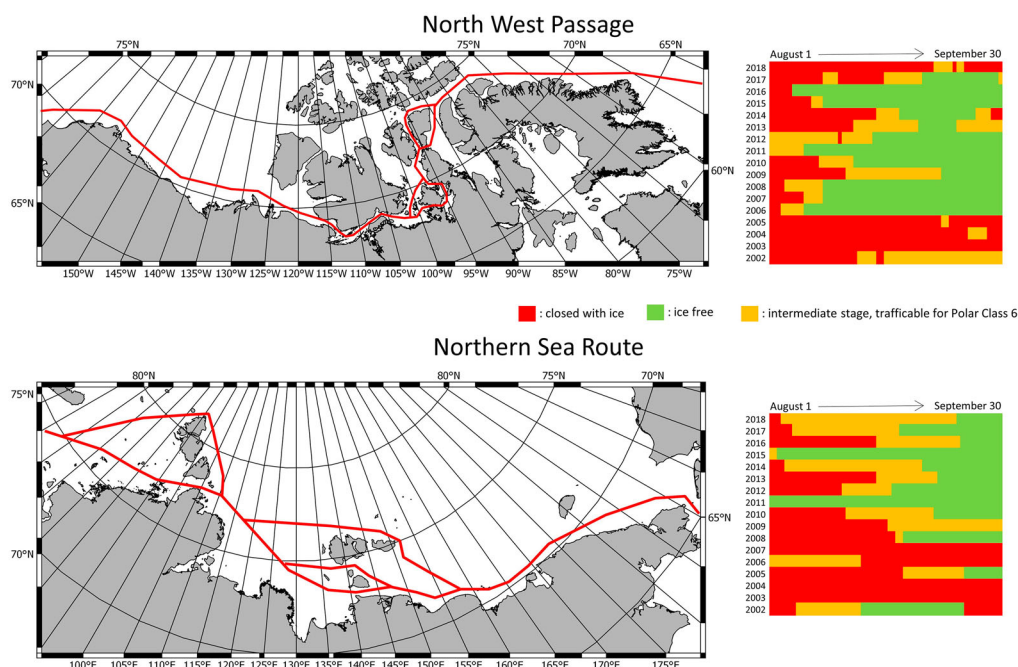 North West Passage
75°N 75°N 70°N 65°N
70°N
65°N
60°N
150°W 145°W 140°W 135°W 130°W 125°W 120°W 115°W 110°W 105°W 100°W 95°W 90°W 85°W 80°W 75°W
August 1 September 30
2018
2017
2016
2015
2014
2013
2012
2011
2010
2009
2008
2007
2006
2005
2004
2003
2002
: closed with ice : ice free : intermediate stage, trafficable for Polar Class 6
Northern Sea Route
80°N 80°N 75°N 70°N
75°N
70°N
65°N
100°E 105°E 110°E 115°E 120°E 125°E 130°E 135°E 140°E 145°E 150°E 155°E 160°E 165°E 170°E 175°E
August 1 September 30
2018
2017
2016
2015
2014
2013
2012
2011
2010
2009
2008
2007
2006
2005
2004
2003
2002